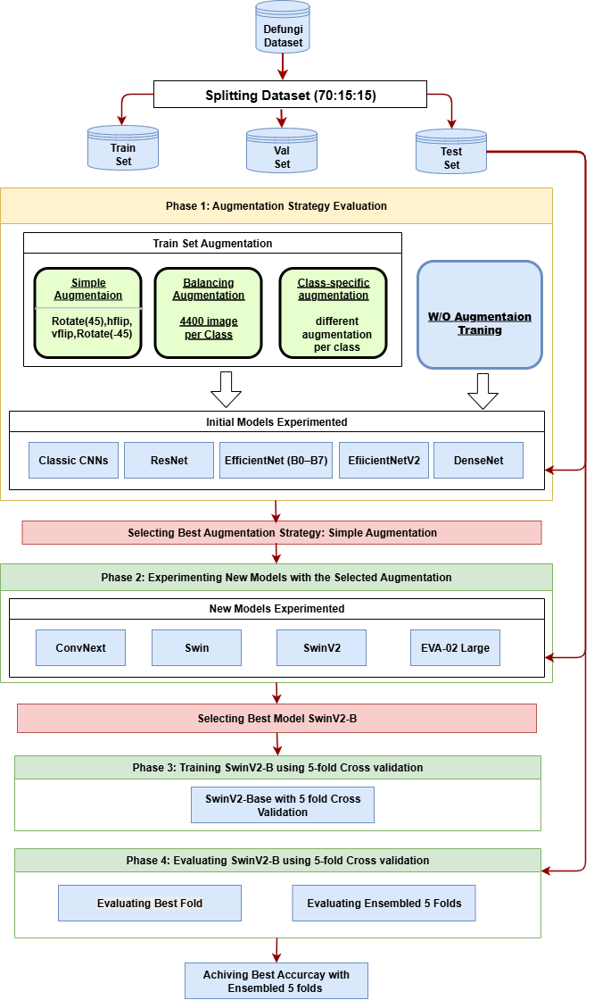 Defungi
Dataset
Splitting Dataset (70:15:15)
Train
Set
Val
Set
Test
Set
Phase 1: Augmentation Strategy Evaluation
Train Set Augmentation
Simple
Augmentaion
Rotate(45),hflip,
vflip,Rotate(-45)
Balancing
Augmentation
4400 image
per Class
Class-specific
augmentation
different
augmentation
per class
W/O Augmentaion
Traning
Initial Models Experimented
Classic CNNs
ResNet
EfficientNet (B0–B7)
EfiicientNetV2
DenseNet
Selecting Best Augmentation Strategy: Simple Augmentation
Phase 2: Experimenting New Models with the Selected Augmentation
New Models Experimented
ConvNext
Swin
SwinV2
EVA-02 Large
Selecting Best Model SwinV2-B
Phase 3: Training SwinV2-B using 5-fold Cross validation
SwinV2-Base with 5 fold Cross
Validation
Phase 4: Evaluating SwinV2-B using 5-fold Cross validation
Evaluating Best Fold
Evaluating Ensembled 5 Folds
Achiving Best Accurcay with
Ensembled 5 folds